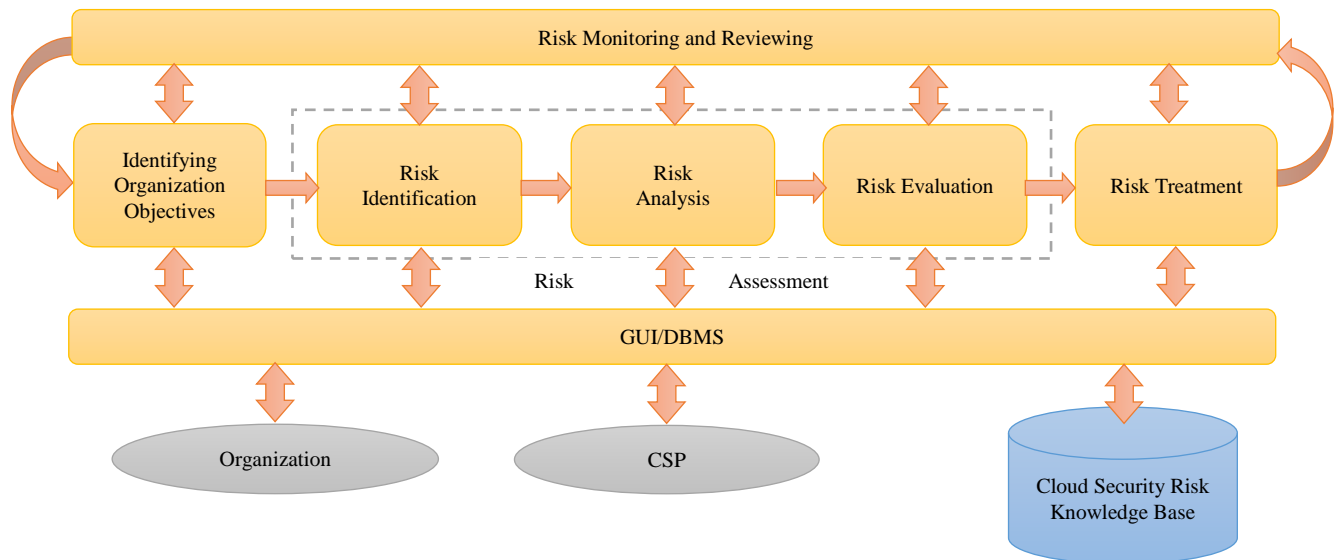 Risk Monitoring and Reviewing
Identifying
Organization
Objectives
Risk
Identification
Risk
Analysis
Risk Evaluation
Risk Treatment
Risk Assessment
GUI/DBMS
Organization
CSP
Cloud Security Risk
Knowledge Base